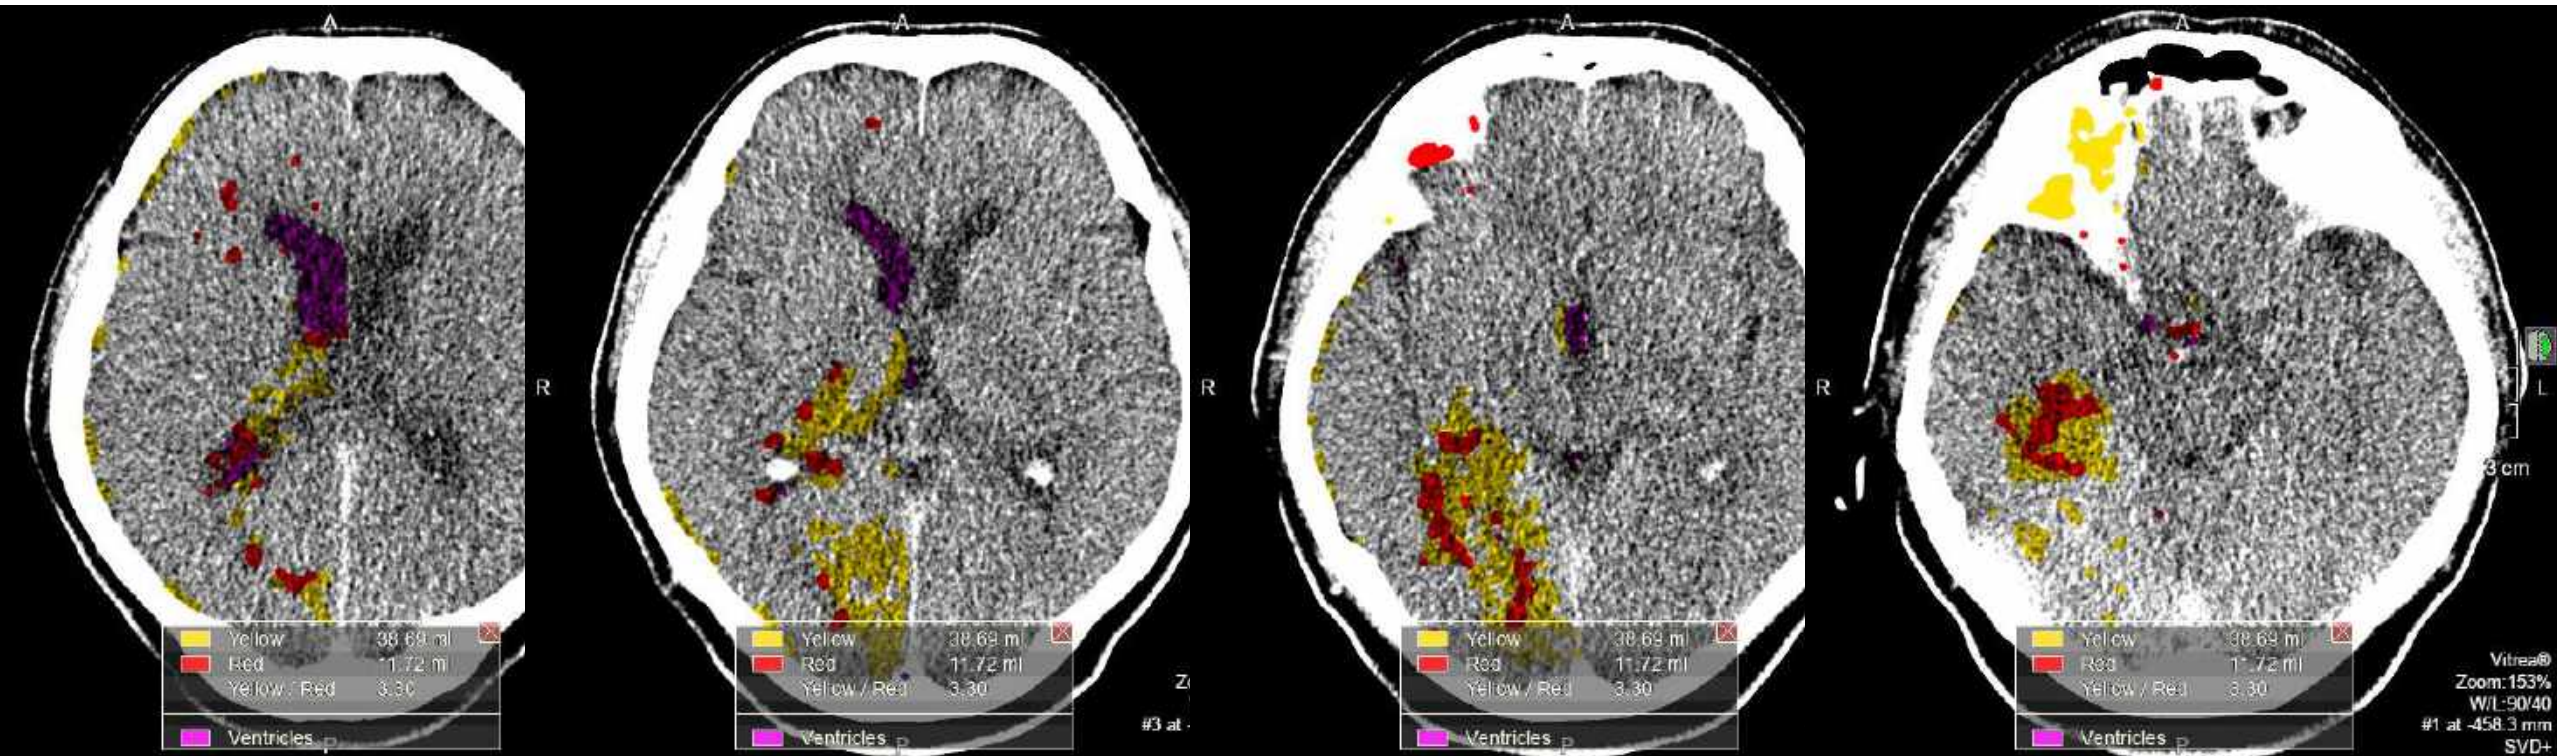 A
A
A
A
R
R
R
L
3 cm
Yellow 38.69 ml
Red 11.72 ml
Yellow / Red 3.30
Ventricles
P
Yellow 38.69 ml
Red 11.72 ml
Yellow / Red 3.30
Ventricles
P
#3 at -
Yellow 38.69 ml
Red 11.72 ml
Yellow / Red 3.30
Ventricles
P
Yellow 38.69 ml
Red 11.72 ml
Yellow / Red 3.30
Ventricles
P
Vitrea®
Zoom:153%
W/L:90/40
#1 at -458.3 mm
SVD+